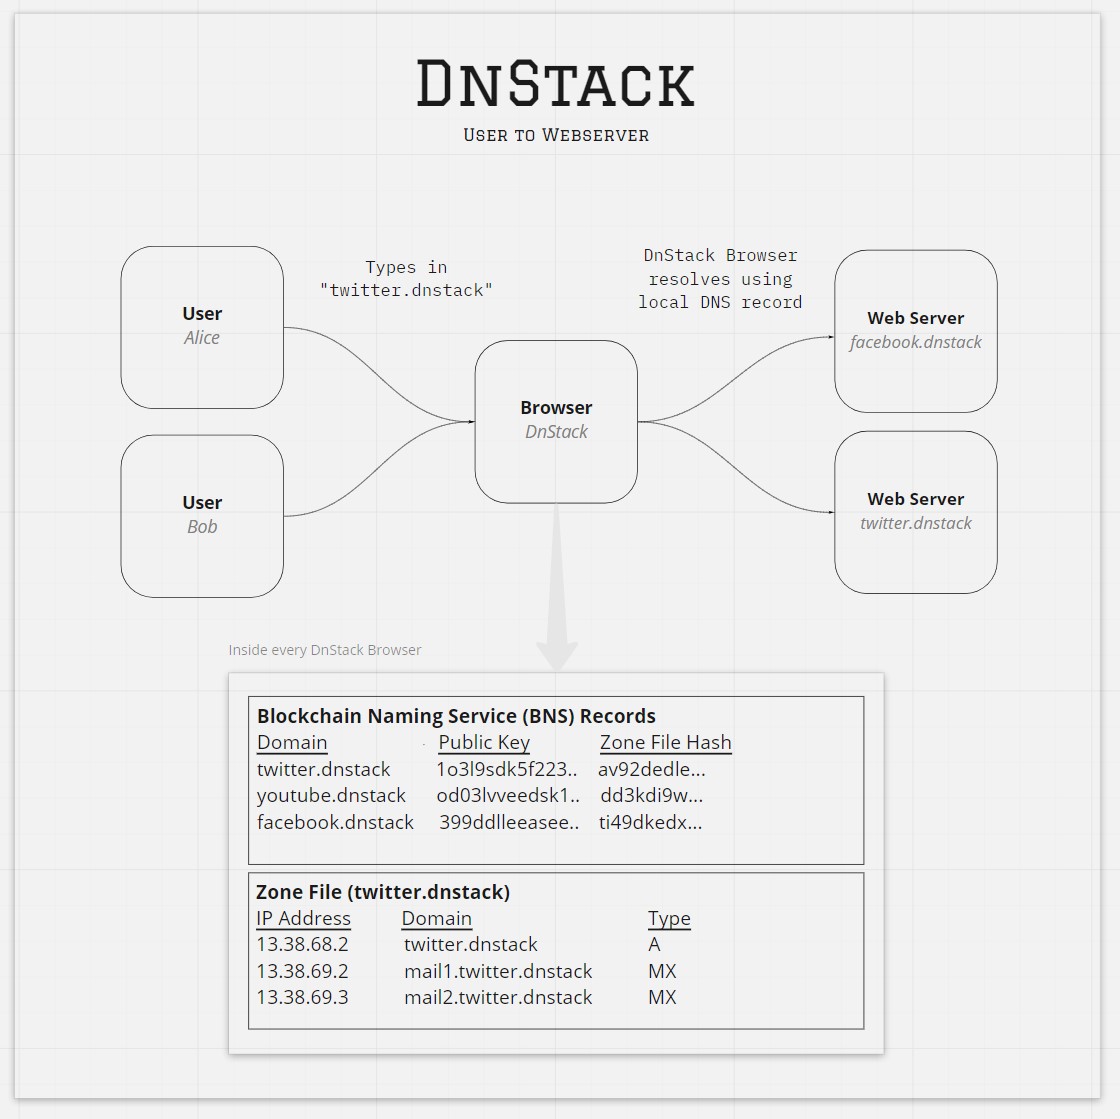 DnStack
User to Webserver
Types in
"twitter.dnstack"
DnStack Browser
resolves using
local DNS record
User
Alice
Web Server
facebook.dnstack
Browser
DnStack
User
Bob
Web Server
twitter.dnstack
Inside every DnStack Browser
Blockchain Naming Service (BNS) Records
Domain Public Key Zone File Hash
twitter.dnstack 1o3l9sdk5f223.. av92dedle...
youtube.dnstack od03lvveedsk1.. dd3kdi9w...
facebook.dnstack 399ddlleeasee.. ti49dkedx...
Zone File (twitter.dnstack)
IP Address Domain Type
13.38.68.2 twitter.dnstack A
13.38.69.2 mail1.twitter.dnstack MX
13.38.69.3 mail2.twitter.dnstack MX